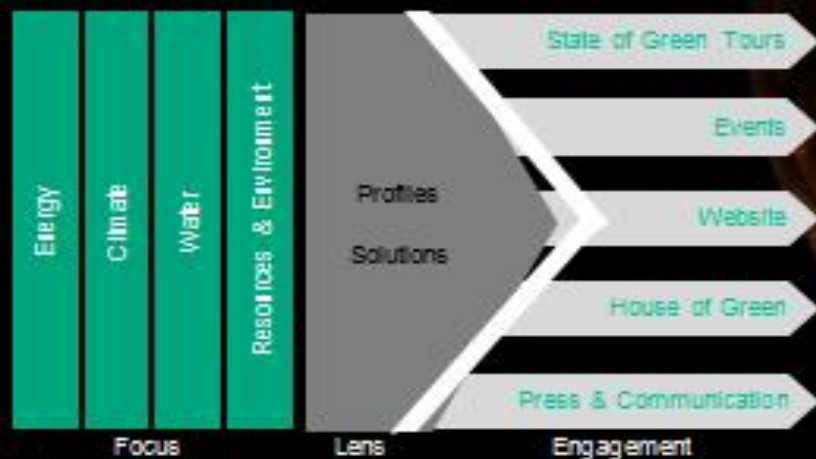 Energy
Climate
Water
Resources & Environment
Profiles
Solutions
State of Green Tours
Events
Website
House of Green
Press & Communication
Focus
Lens
Engagement